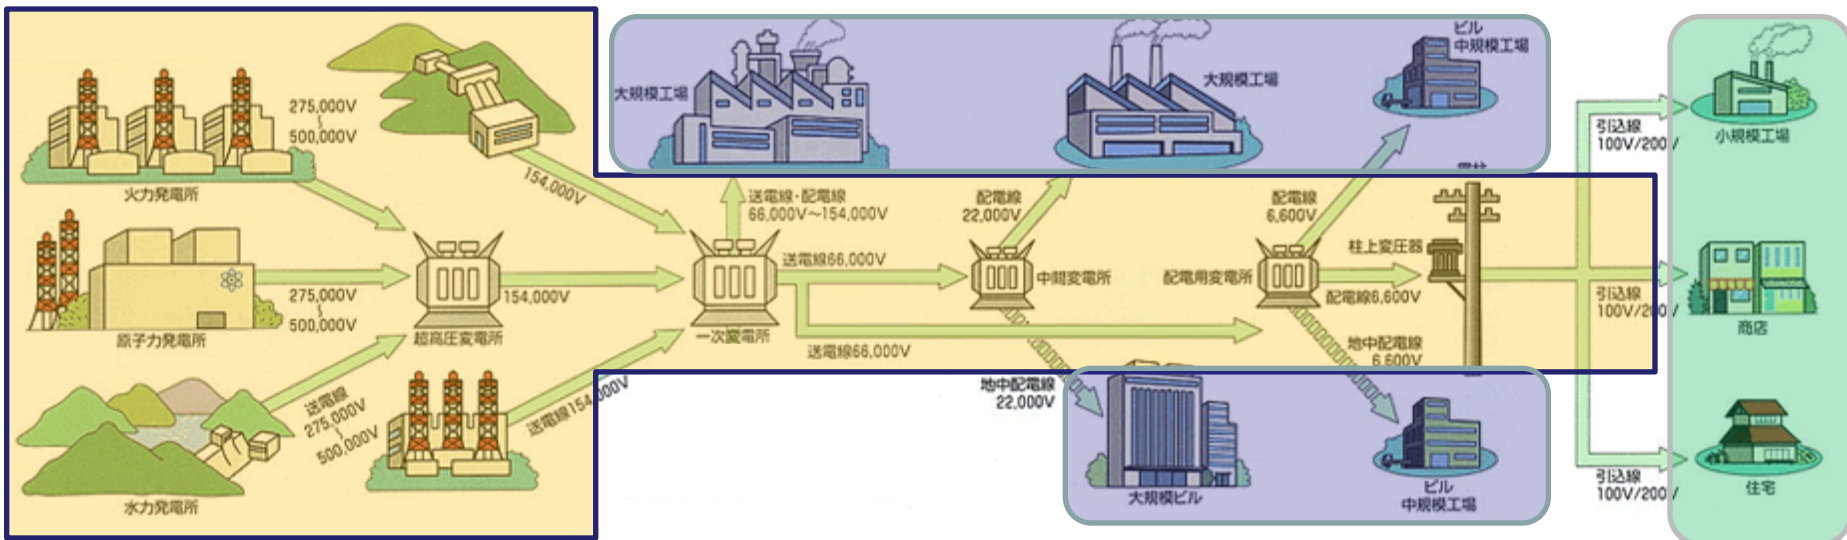 火力発電所
275,000V
～
500,000V
154,000V
原子力発電所
275,000V
～
500,000V
超高圧変電所
154,000V
水力発電所
送電線
275,000V
～
500,000V
送電線154,000V
一次変電所
送電線・配電線
66,000V～154,000V
大規模工場
送電線66,000V
送電線66,000V
中間変電所
配電線
22,000V
大規模工場
地中配電線
22,000V
大規模ビル
配電用変電所
配電線
6,600V
ビル
中規模工場
配電線6,600V
地中配電線
6,600V
ビル
中規模工場
柱上変圧器
引込線
100V/200V
小規模工場
引込線
100V/200V
商店
引込線
100V/200V
住宅